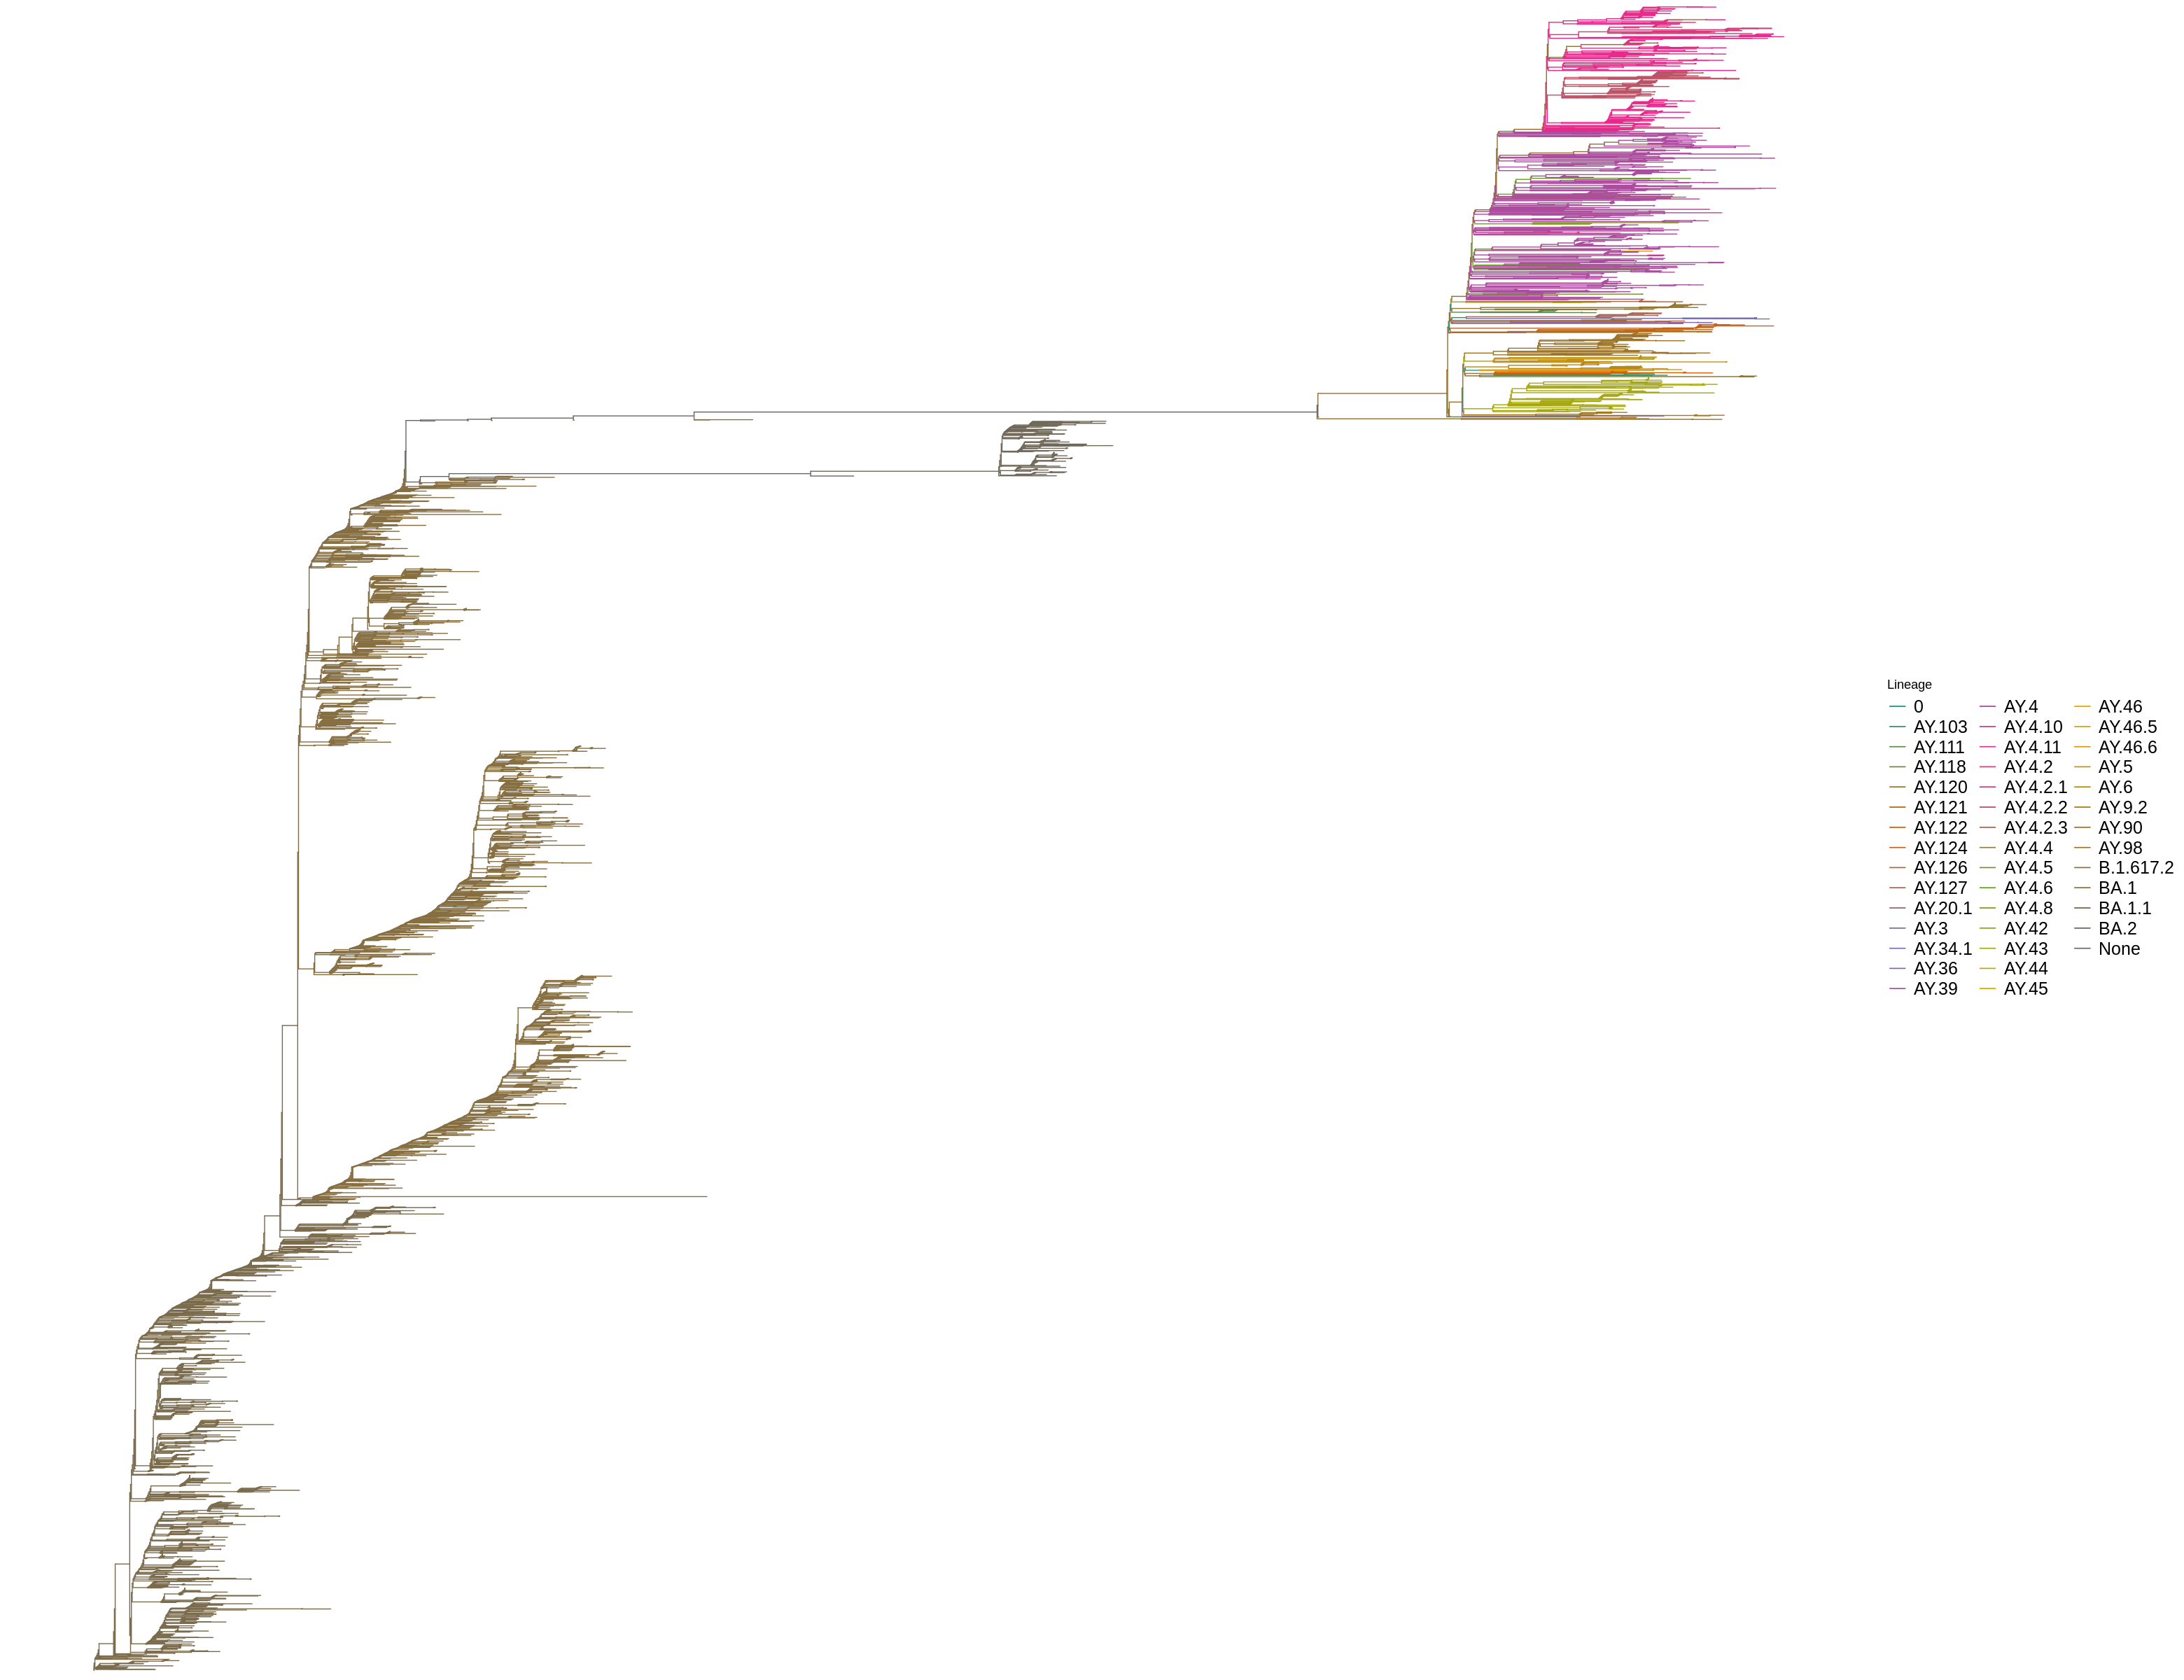 Lineage
0 AY.4 AY.46
AY.103 AY.4.10 AY.46.5
AY.111 AY.4.11 AY.46.6
AY.118 AY.4.2 AY.5
AY.120 AY.4.2.1 AY.6
AY.121 AY.4.2.2 AY.9.2
AY.122 AY.4.2.3 AY.90
AY.124 AY.4.4 AY.98
AY.126 AY.4.5 B.1.617.2
AY.127 AY.4.6 BA.1
AY.20.1 AY.4.8 BA.1.1
AY.3 AY.42 BA.2
AY.34.1 AY.43 None
AY.36 AY.44
AY.39 AY.45